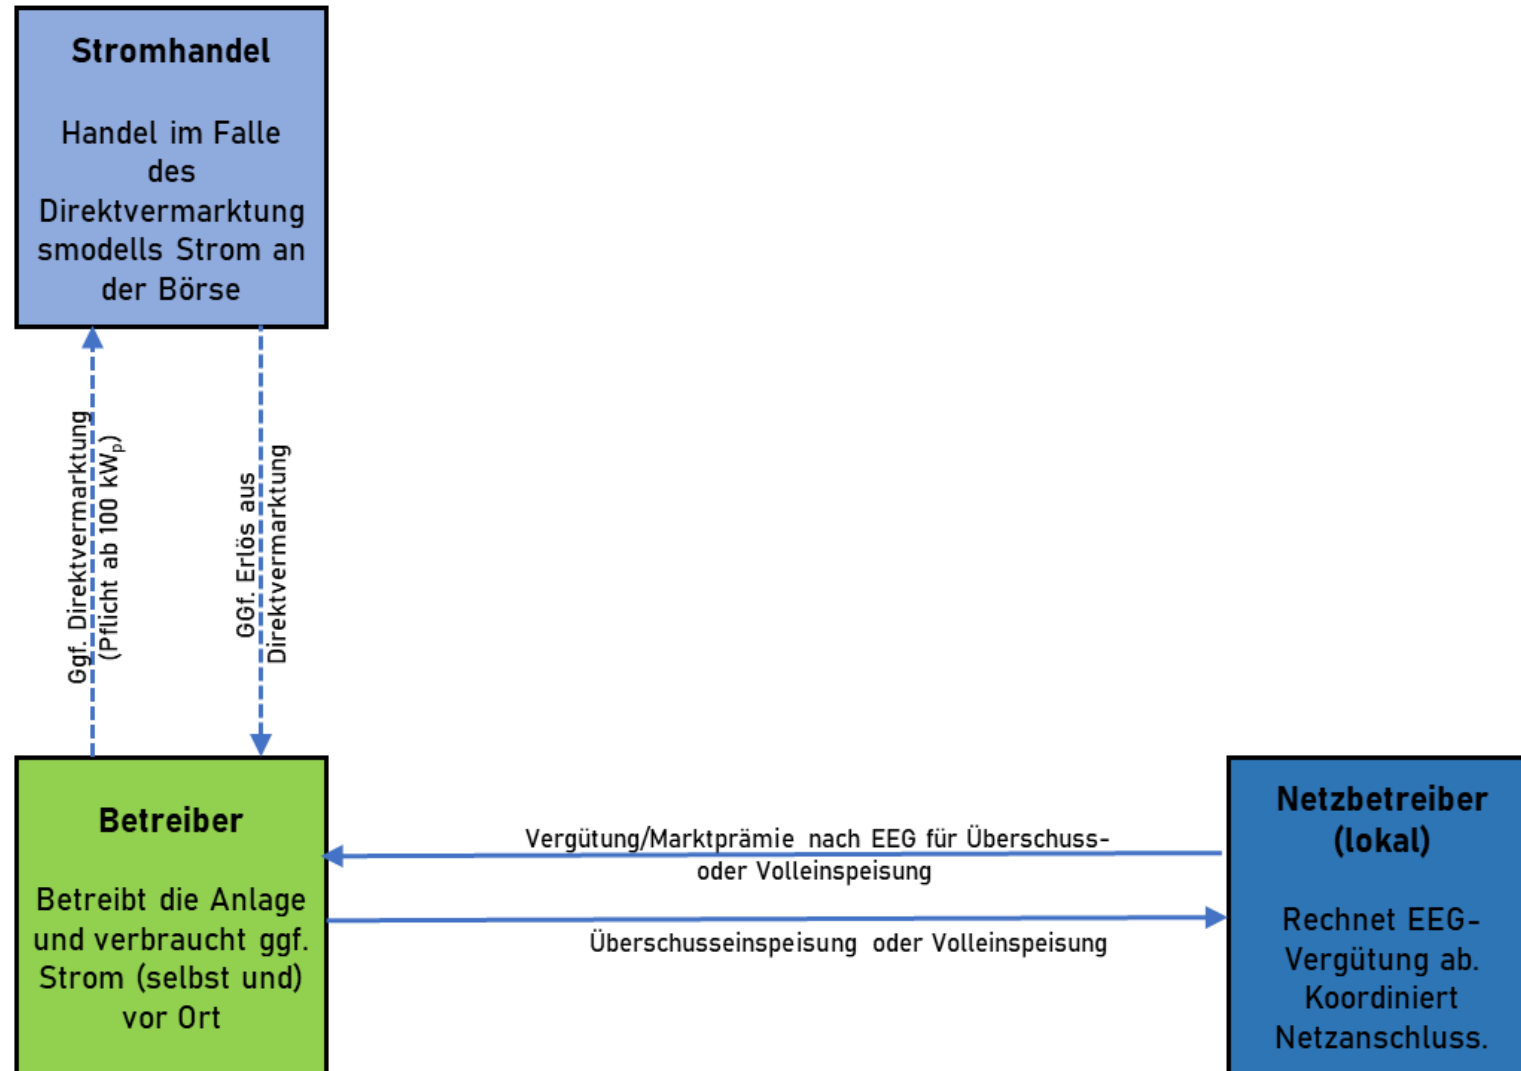 Stromhandel
Handel im Falle
des
Direktvermarktung
smodells Strom an
der Börse
Ggf. Direktvermarktung
(Pflicht ab 100 kWₚ)
GGf. Erlös aus
Direktvermarktung
Betreiber
Betreibt die Anlage
und verbraucht ggf.
Strom (selbst und)
vor Ort
Vergütung/Marktprämie nach EEG für Überschuss-
oder Volleinspeisung
Überschusseinspeisung oder Volleinspeisung
Netzbetreiber
(lokal)
Rechnet EEG-
Vergütung ab.
Koordiniert
Netzanschluss.